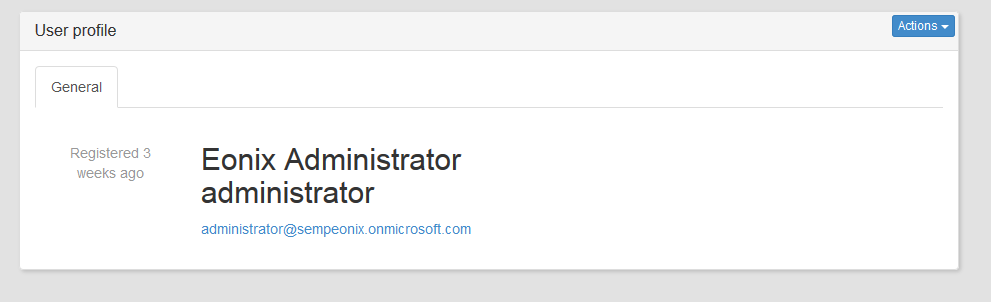 User profile
Actions
General
Registered 3
weeks ago
Eonix Administrator
administrator
administrator@sempeonix.onmicrosoft.com